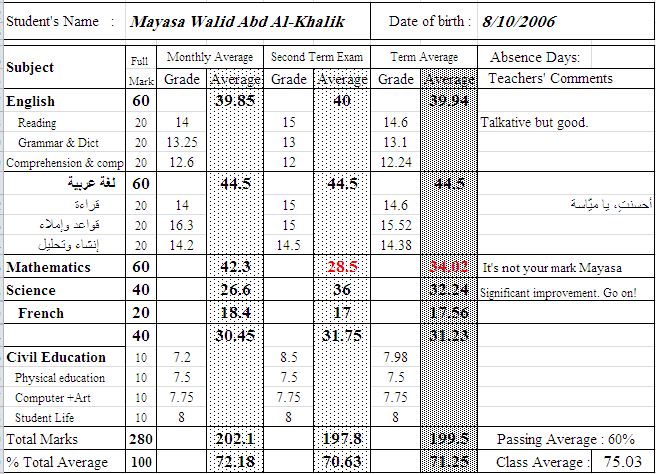 Student's Name : Mayasa Walid Abd Al-Khalik Date of birth : 8/10/2006
Subject Full Mark Monthly Average Second Term Exam Term Average Absence Days:
Grade Average Grade Average Grade Average Teachers' Comments
English 60 39.85 40 39.94
Reading 20 14 15 14.6 Talkative but good.
Grammar & Dict 20 13.25 13 13.1
Comprehension & comp 20 12.6 12 12.24
لغة عربية 60 44.5 44.5 44.5
قراءة 20 14 15 14.6 أحسنتِ، يا ميّاسة
قواعد وإملاء 20 16.3 15 15.52
إنشاء وتحليل 20 14.2 14.5 14.38
Mathematics 60 42.3 28.5 34.02 It's not your mark Mayasa
Science 40 26.6 36 32.24 Significant improvement. Go on!
French 20 18.4 17 17.56
40 30.45 31.75 31.23
Civil Education 10 7.2 8.5 7.98
Physical education 10 7.5 7.5 7.5
Computer +Art 10 7.75 7.75 7.75
Student Life 10 8 8 8
Total Marks 280 202.1 197.8 199.5 Passing Average : 60%
% Total Average 100 72.18 70.63 71.25 Class Average : 75.03